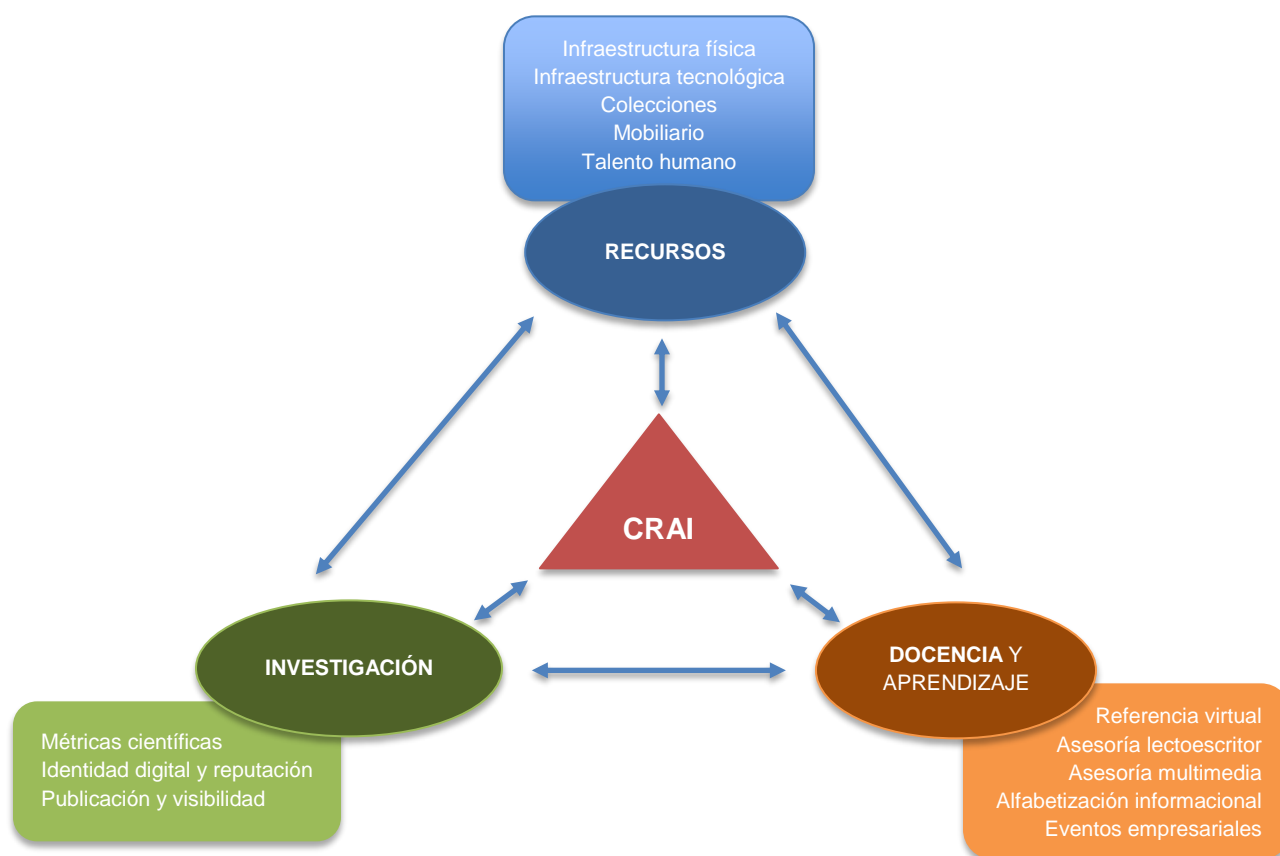 Infraestructura física
Infraestructura tecnológica
Colecciones
Mobiliario
Talento humano
RECURSOS
CRAI
INVESTIGACIÓN
Métricas científicas
Identidad digital y reputación
Publicación y visibilidad
DOCENCIA Y
APRENDIZAJE
Referencia virtual
Asesoría lectoescritor
Asesoría multimedia
Alfabetización informacional
Eventos empresariales